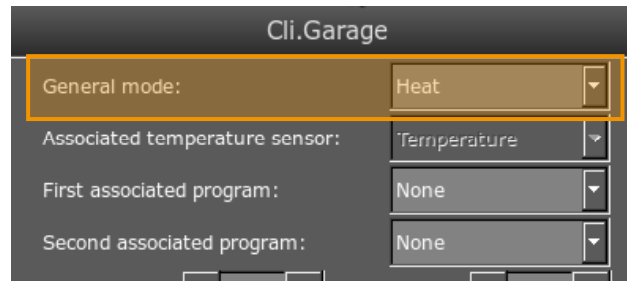 Cli.Garage
General mode: Heat
Associated temperature sensor: Temperature
First associated program: None
Second associated program: None